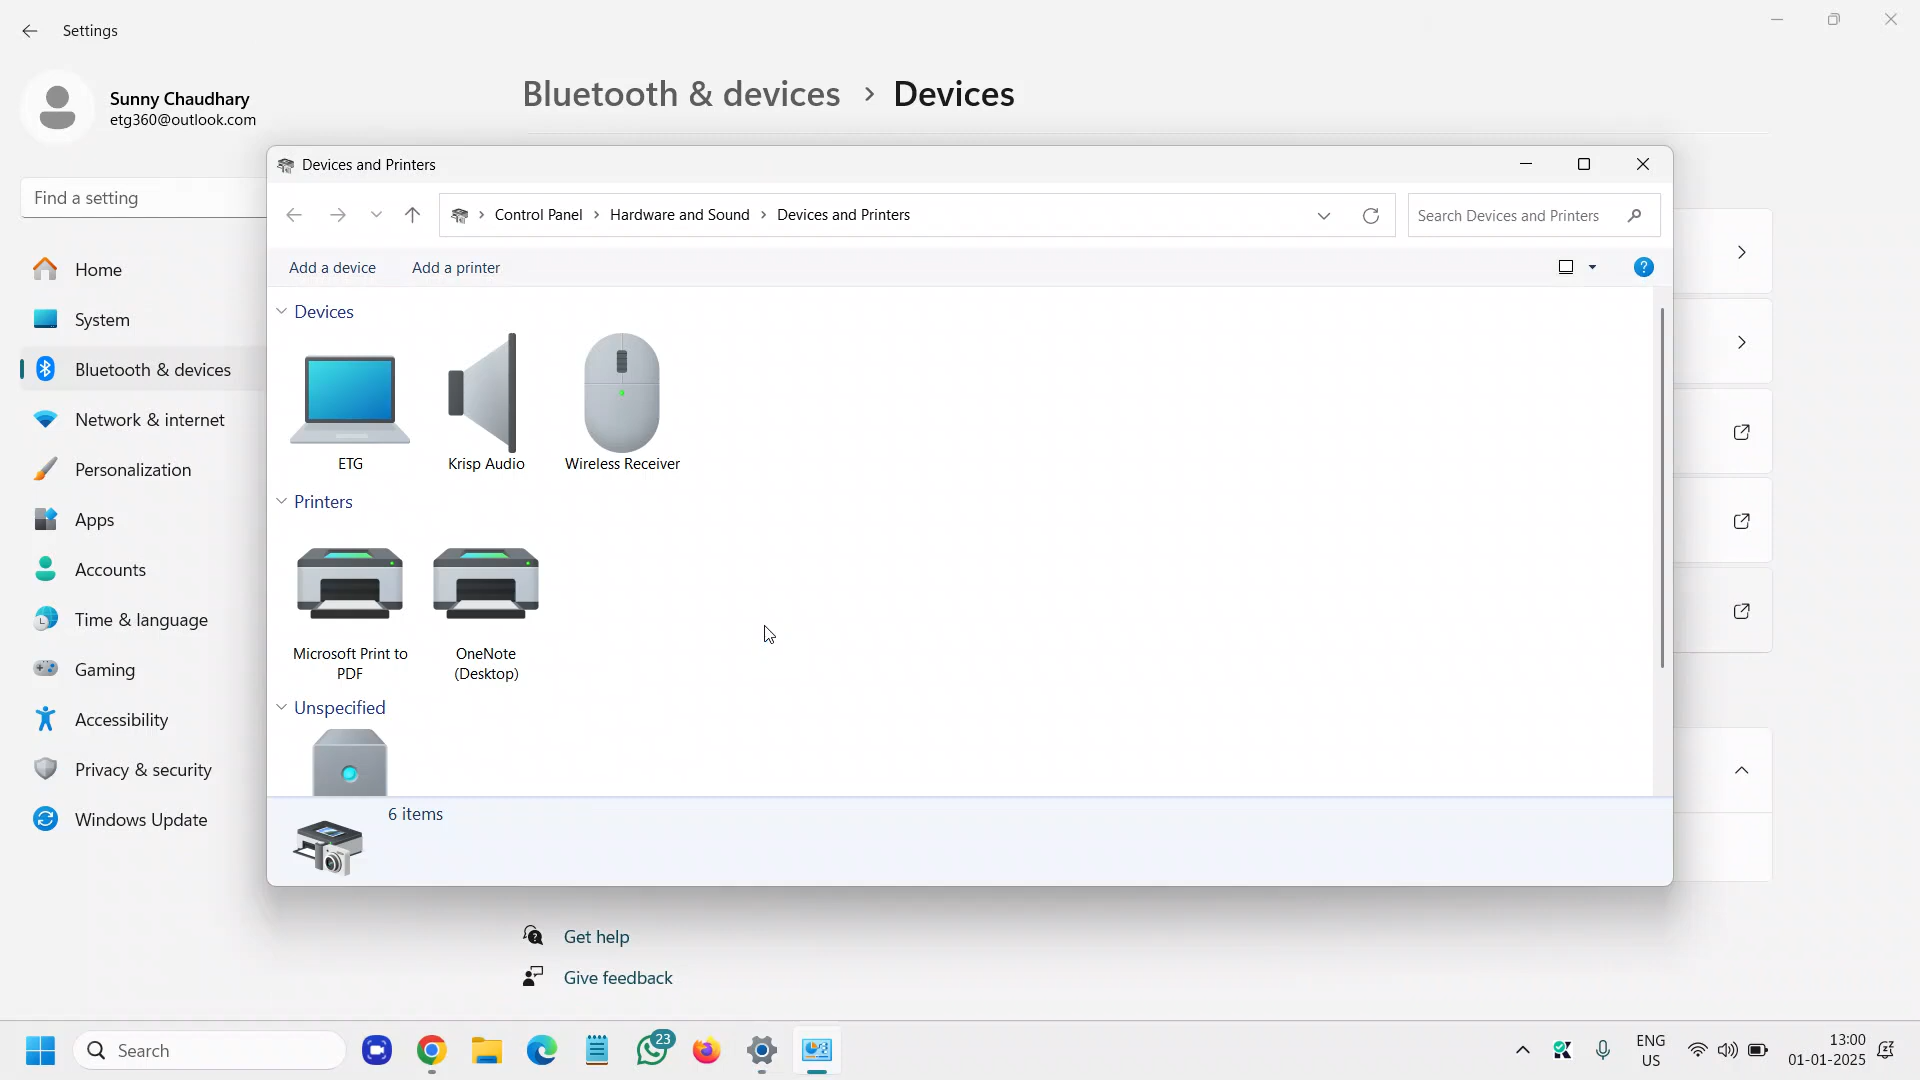 Settings
Sunny Chaudhary
etg360@outlook.com
Bluetooth & devices > Devices
Find a setting
Home
System
Bluetooth & devices
Network & internet
Personalization
Apps
Accounts
Time & language
Gaming
Accessibility
Privacy & security
Windows Update
Devices and Printers
Control Panel > Hardware and Sound > Devices and Printers
Search Devices and Printers
Add a device
Add a printer
?
Devices
ETG
Krisp Audio
Wireless Receiver
Printers
Microsoft Print to
PDF
OneNote
(Desktop)
Unspecified
6 items
Get help
Give feedback
Search
23
ENG
US
13:00
01-01-2025